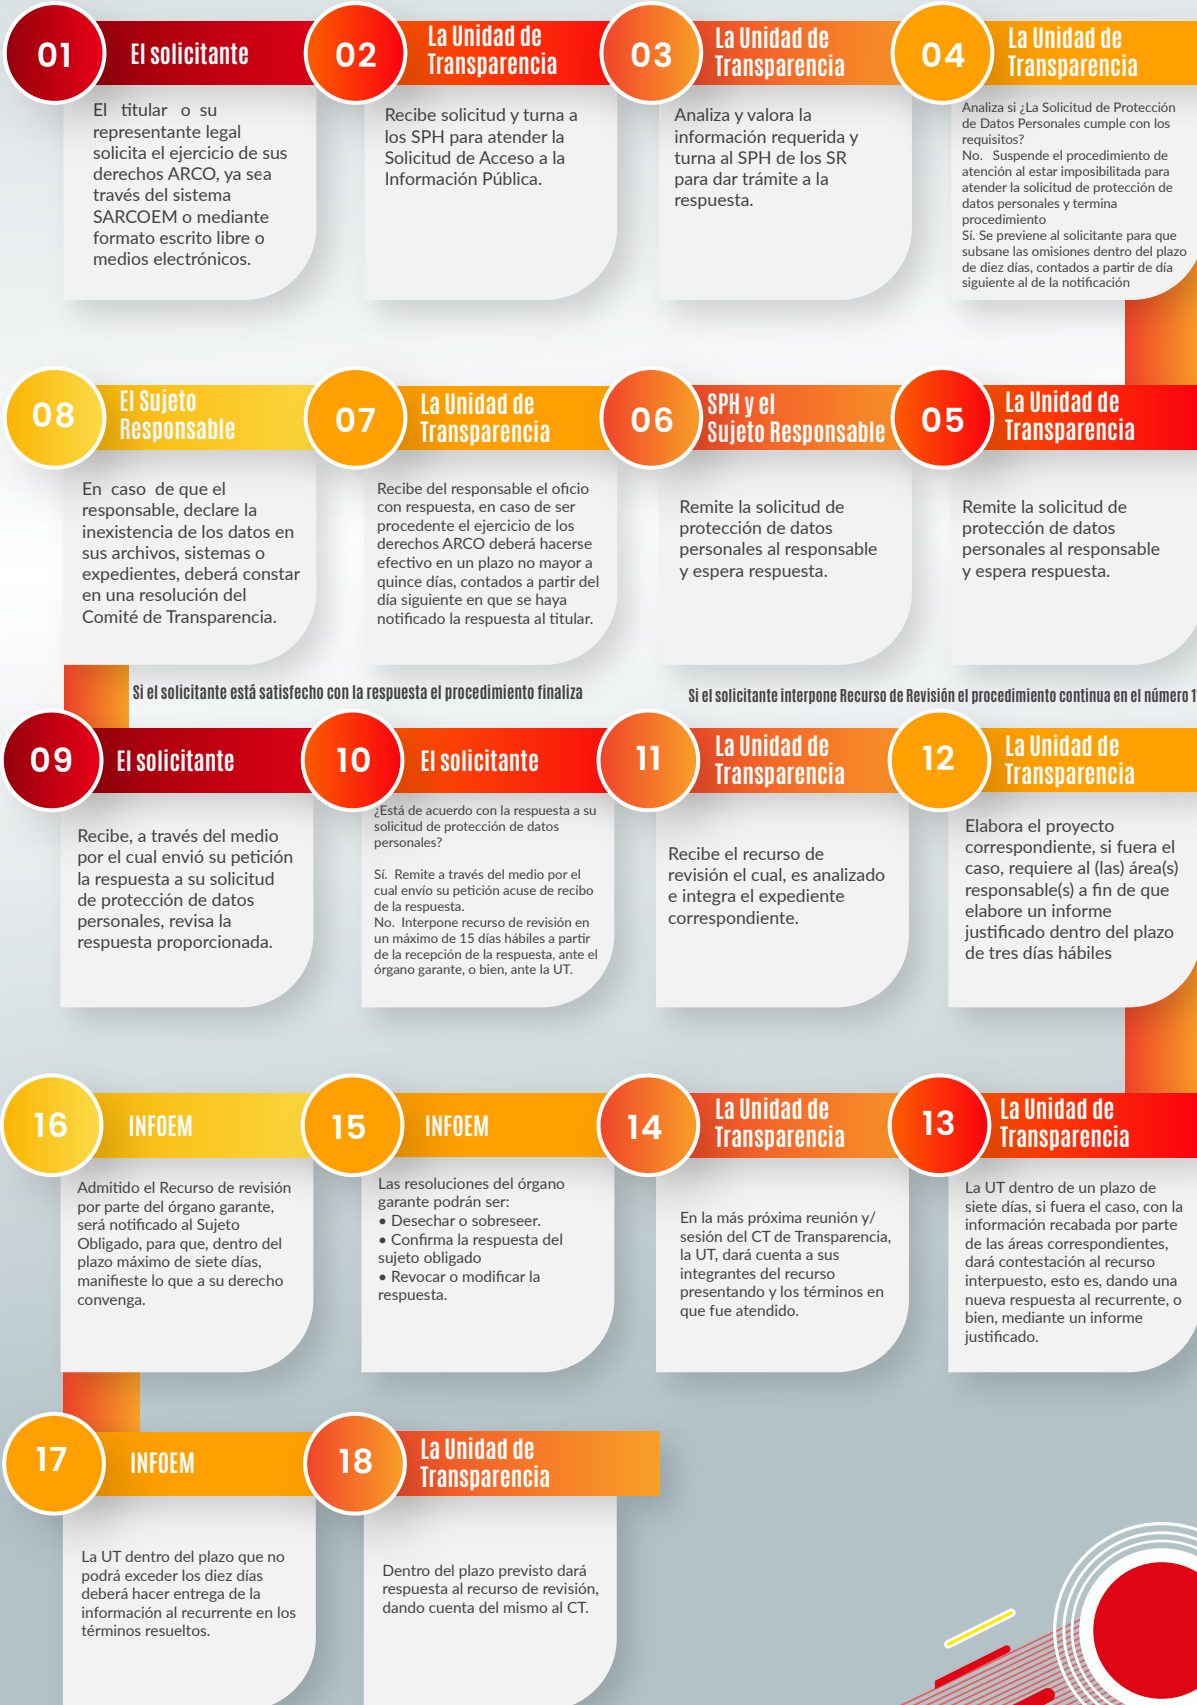 01
El solicitante
El titular o su
representante legal
solicita el ejercicio de sus
derechos ARCO, ya sea
través del sistema
SARCOEM o mediante
formato escrito libre o
medios electrónicos.
02
La Unidad de
Transparencia
Recibe solicitud y turna a
los SPH para atender la
Solicitud de Acceso a la
Información Pública.
03
La Unidad de
Transparencia
Analiza y valora la
información requerida y
turna al SPH de los SR
para dar trámite a la
respuesta.
04
La Unidad de
Transparencia
Analiza si ¿La Solicitud de Protección
de Datos Personales cumple con los
requisitos?
No. Suspende el procedimiento de
atención al estar imposibilitada para
atender la solicitud de protección de
datos personales y termina
procedimiento
Sí. Se previene al solicitante para que
subsane las omisiones dentro del plazo
de diez días, contados a partir de día
siguiente al de la notificación
08
El Sujeto
Responsable
En caso de que el
responsable, declare la
inexistencia de los datos en
sus archivos, sistemas o
expedientes, deberá constar
en una resolución del
Comité de Transparencia.
07
La Unidad de
Transparencia
Recibe del responsable el oficio
con respuesta, en caso de ser
procedente el ejercicio de los
derechos ARCO deberá hacerse
efectivo en un plazo no mayor a
quince días, contados a partir del
día siguiente en que se haya
notificado la respuesta al titular.
06
SPH y el
Sujeto Responsable
Remite la solicitud de
protección de datos
personales al responsable
y espera respuesta.
05
La Unidad de
Transparencia
Remite la solicitud de
protección de datos
personales al responsable
y espera respuesta.
Si el solicitante está satisfecho con la respuesta el procedimiento finaliza
Si el solicitante interpone Recurso de Revisión el procedimiento continua en el número 1
09
El solicitante
Recibe, a través del medio
por el cual envió su petición
la respuesta a su solicitud
de protección de datos
personales, revisa la
respuesta proporcionada.
10
El solicitante
¿Está de acuerdo con la respuesta a su
solicitud de protección de datos
personales?
Sí. Remite a través del medio por el
cual envío su petición acuse de recibo
de la respuesta.
No. Interpone recurso de revisión en
un máximo de 15 días hábiles a partir
de la recepción de la respuesta, ante el
órgano garante, o bien, ante la UT.
11
La Unidad de
Transparencia
Recibe el recurso de
revisión el cual, es analizado
e integra el expediente
correspondiente.
12
La Unidad de
Transparencia
Elabora el proyecto
correspondiente, si fuera el
caso, requiere al (las) área(s)
responsable(s) a fin de que
elabore un informe
justificado dentro del plazo
de tres días hábiles
16
INFOEM
Admitido el Recurso de revisión
por parte del órgano garante,
será notificado al Sujeto
Obligado, para que, dentro del
plazo máximo de siete días,
manifieste lo que a su derecho
convenga.
15
INFOEM
Las resoluciones del órgano
garante podrán ser:
• Desechar o sobreseer.
• Confirma la respuesta del
sujeto obligado
• Revocar o modificar la
respuesta.
14
La Unidad de
Transparencia
En la más próxima reunión y/
sesión del CT de Transparencia,
la UT, dará cuenta a sus
integrantes del recurso
presentando y los términos en
que fue atendido.
13
La Unidad de
Transparencia
La UT dentro de un plazo de
siete días, si fuera el caso, con la
información recabada por parte
de las áreas correspondientes,
dará contestación al recurso
interpuesto, esto es, dando una
nueva respuesta al recurrente, o
bien, mediante un informe
justificado.
17
INFOEM
La UT dentro del plazo que no
podrá exceder los diez días
deberá hacer entrega de la
información al recurrente en los
términos resueltos.
18
La Unidad de
Transparencia
Dentro del plazo previsto dará
respuesta al recurso de revisión,
dando cuenta del mismo al CT.